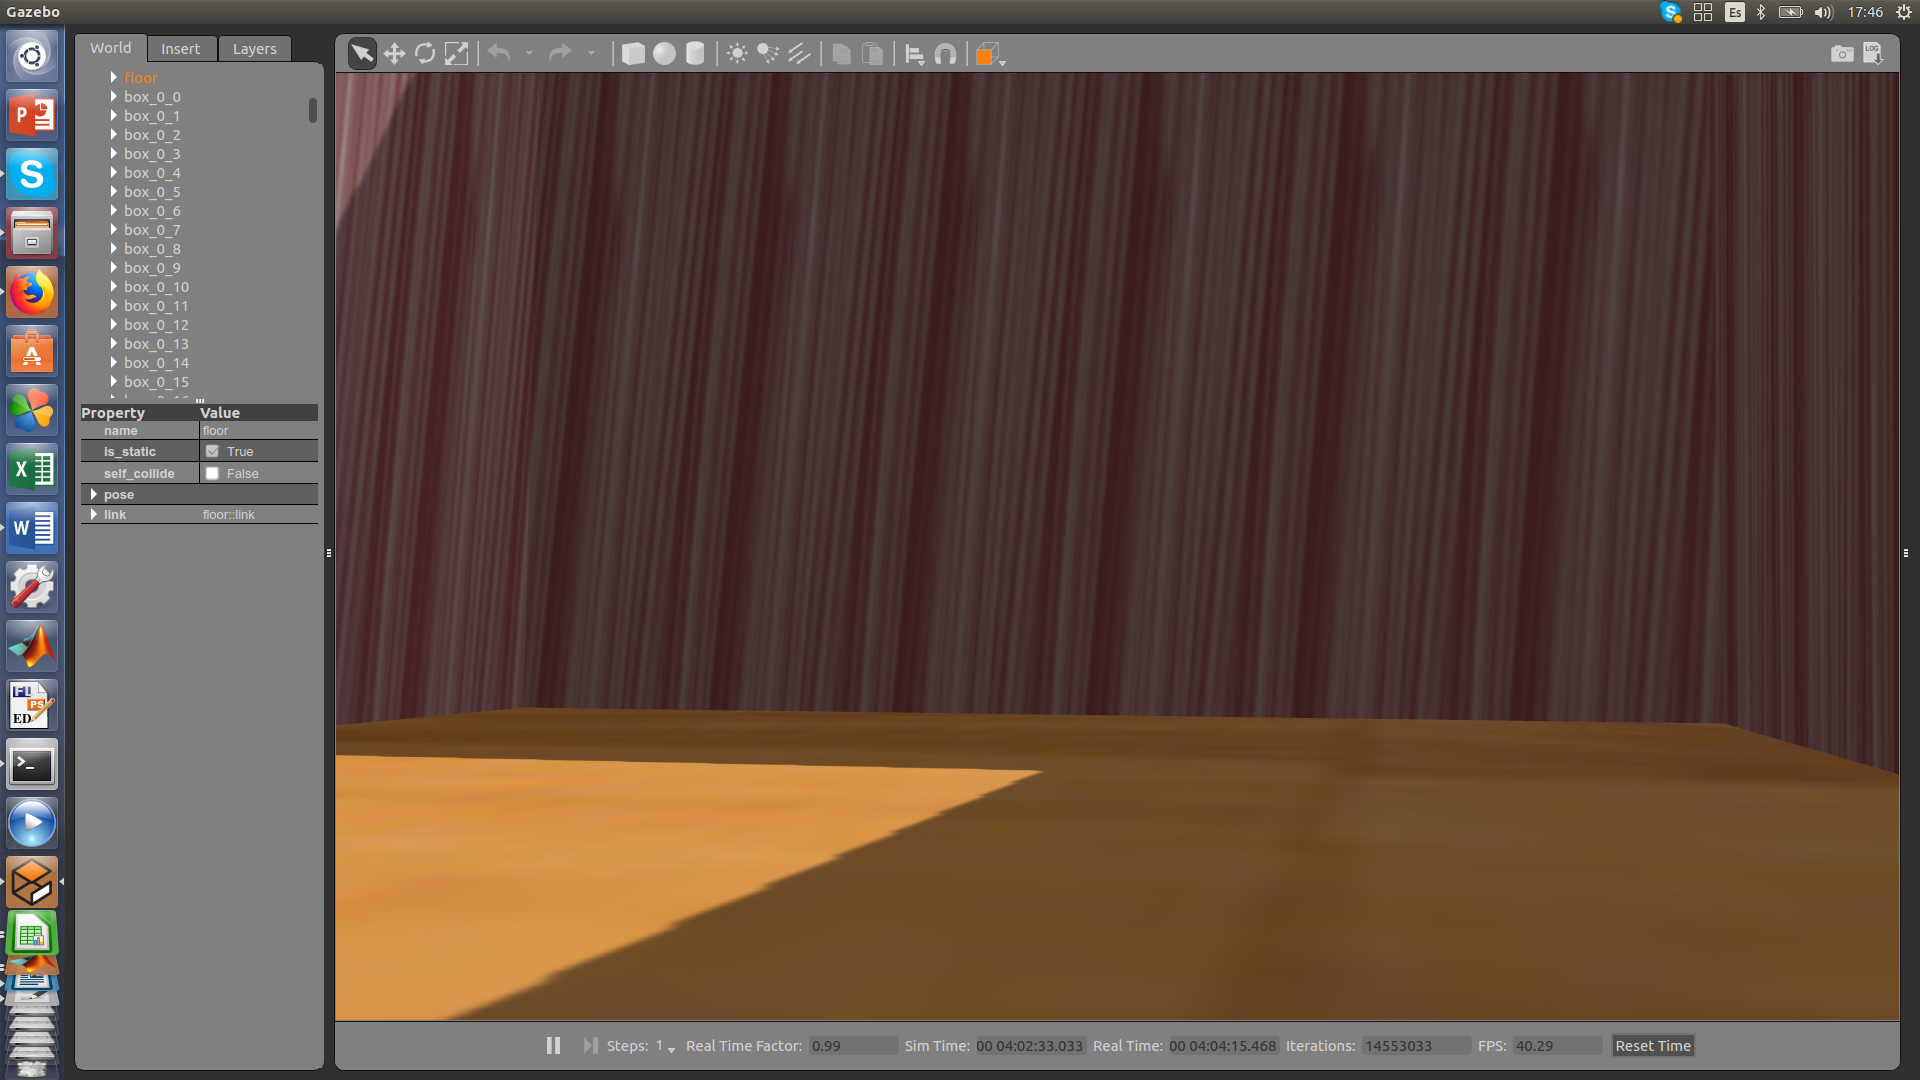 Gazebo
Es
17:46
World
Insert
Layers
LOG
floor
box_0_0
box_0_1
box_0_2
box_0_3
box_0_4
box_0_5
box_0_6
box_0_7
box_0_8
box_0_9
box_0_10
box_0_11
box_0_12
box_0_13
box_0_14
box_0_15
Property Value
name floor
is_static True
self_collide False
pose
link floor::link
Steps: 1 Real Time Factor: 0.99 Sim Time: 00 04:02:33.033 Real Time: 00 04:04:15.468 Iterations: 14553033 FPS: 40.29 Reset Time